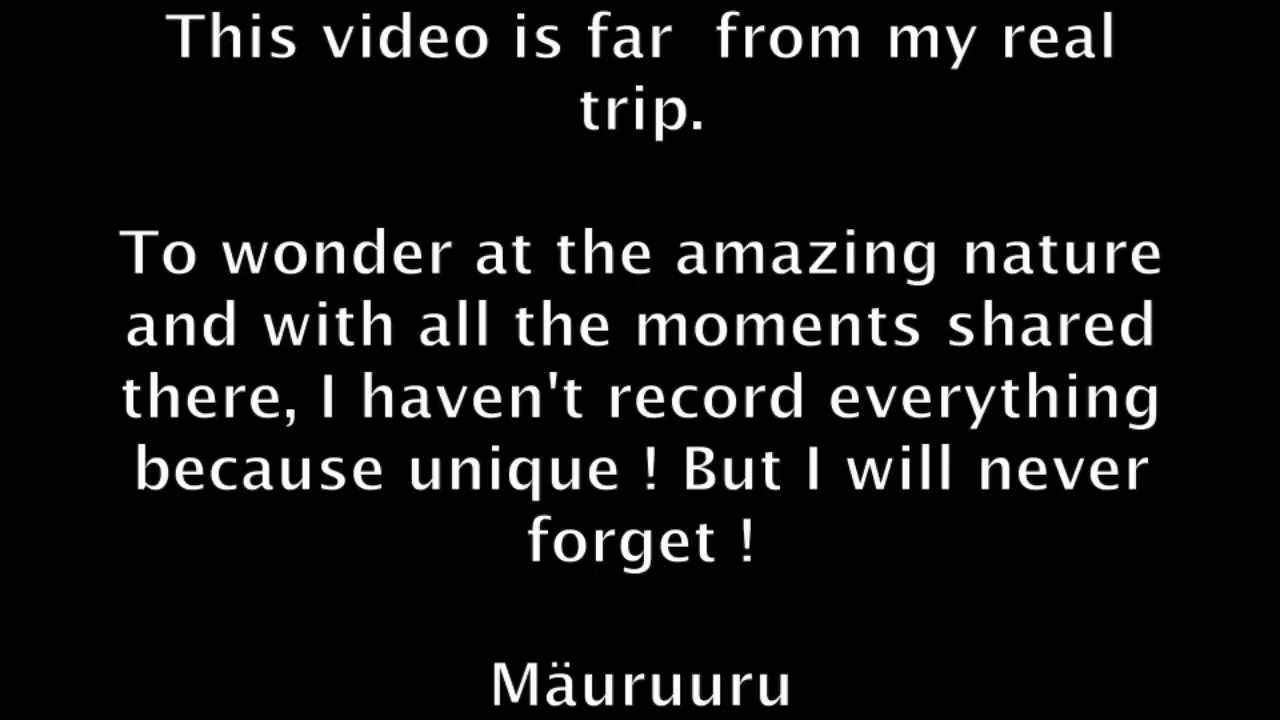 This video is far  from my real
trip.
To wonder at the amazing nature
and with all the moments shared
there, I haven't record everything
because unique ! But I will never
forget !
Mäuruuru